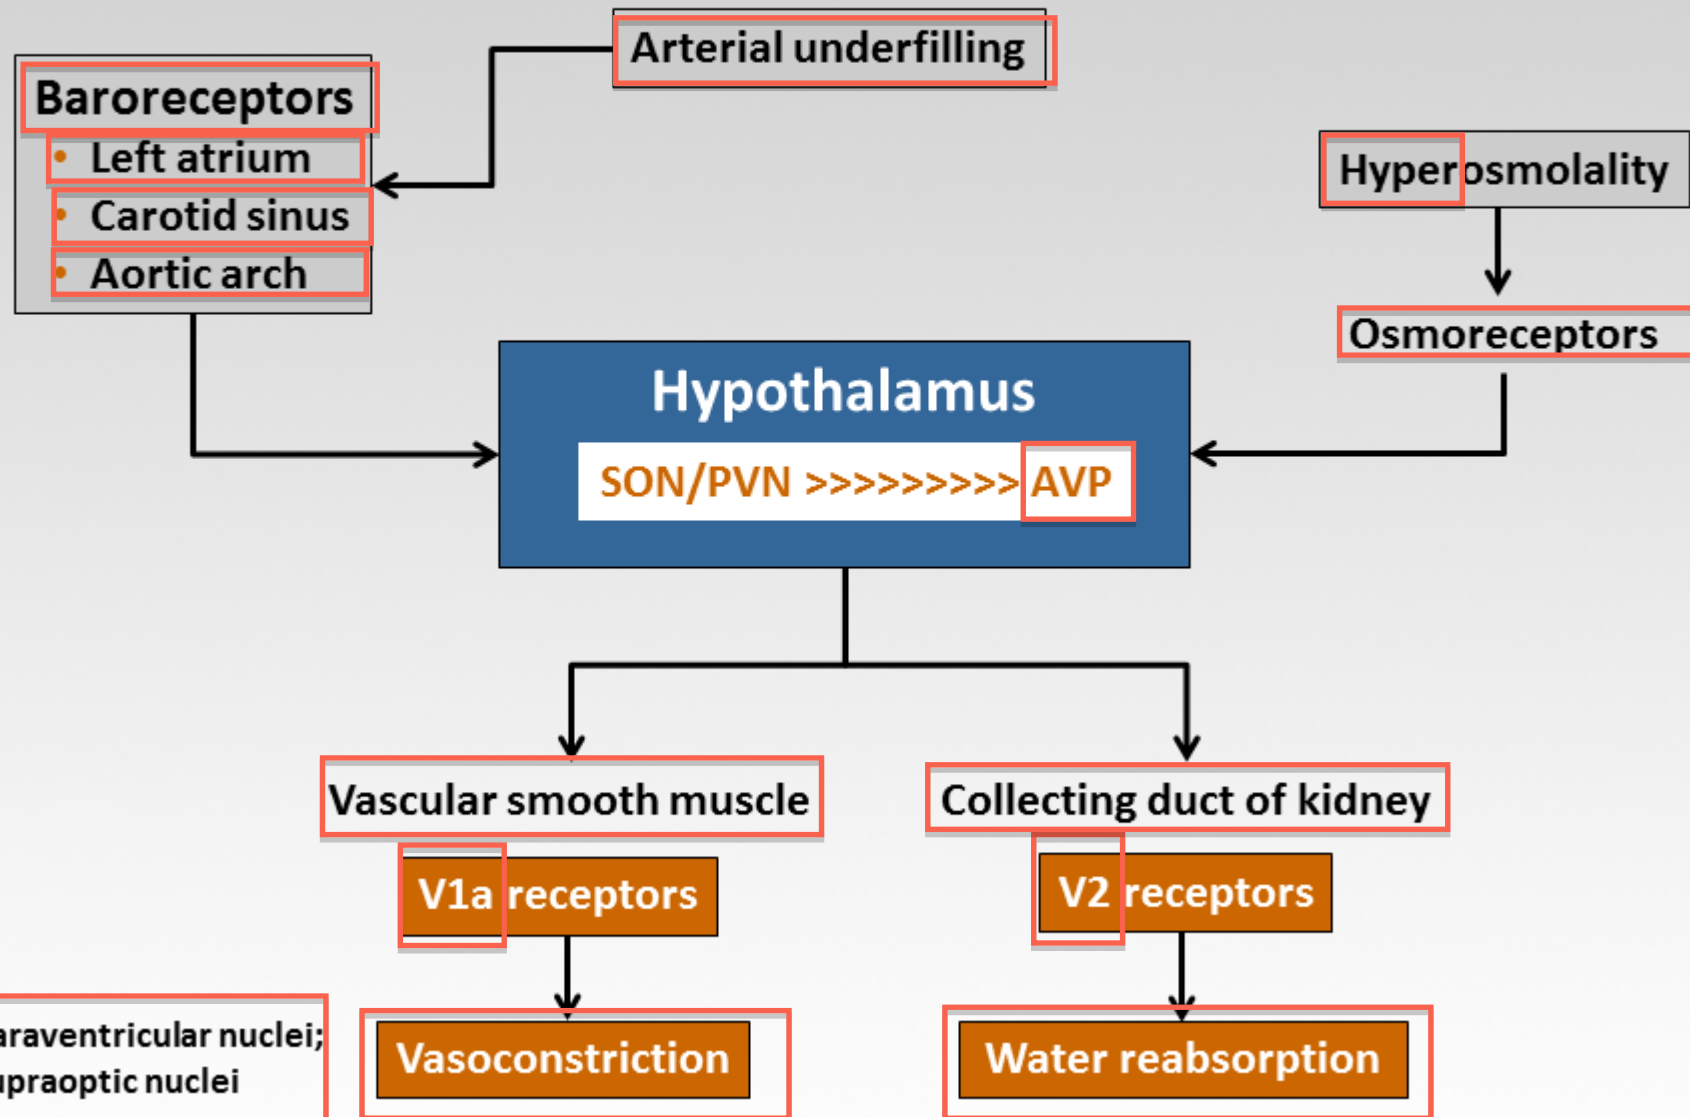 Arterial underfilling
Baroreceptors
• Left atrium
• Carotid sinus
• Aortic arch
Hyperosmolality
Osmoreceptors
Hypothalamus
SON/PVN >>>>>>>>> AVP
Vascular smooth muscle
V1a receptors
Vasoconstriction
Collecting duct of kidney
V2 receptors
Water reabsorption
araventricular nuclei;
upraoptic nuclei